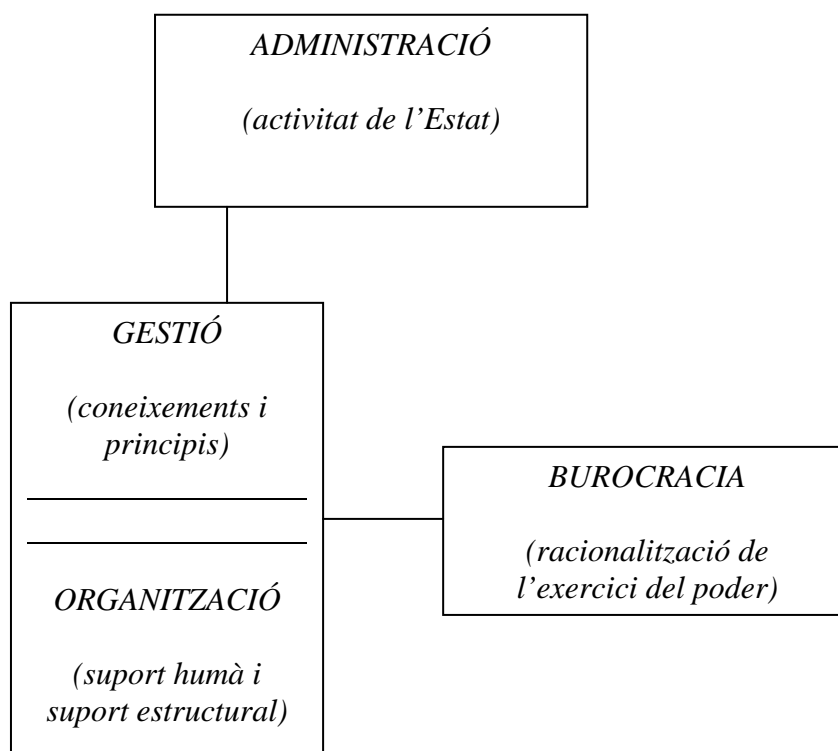 ADMINISTRACIÓ
(activitat de l’Estat)
GESTIÓ
(coneixements i
principis)
ORGANITZACIÓ
(suport humà i
suport estructural)
BUROCRACIA
(racionalització de
l’exercici del poder)